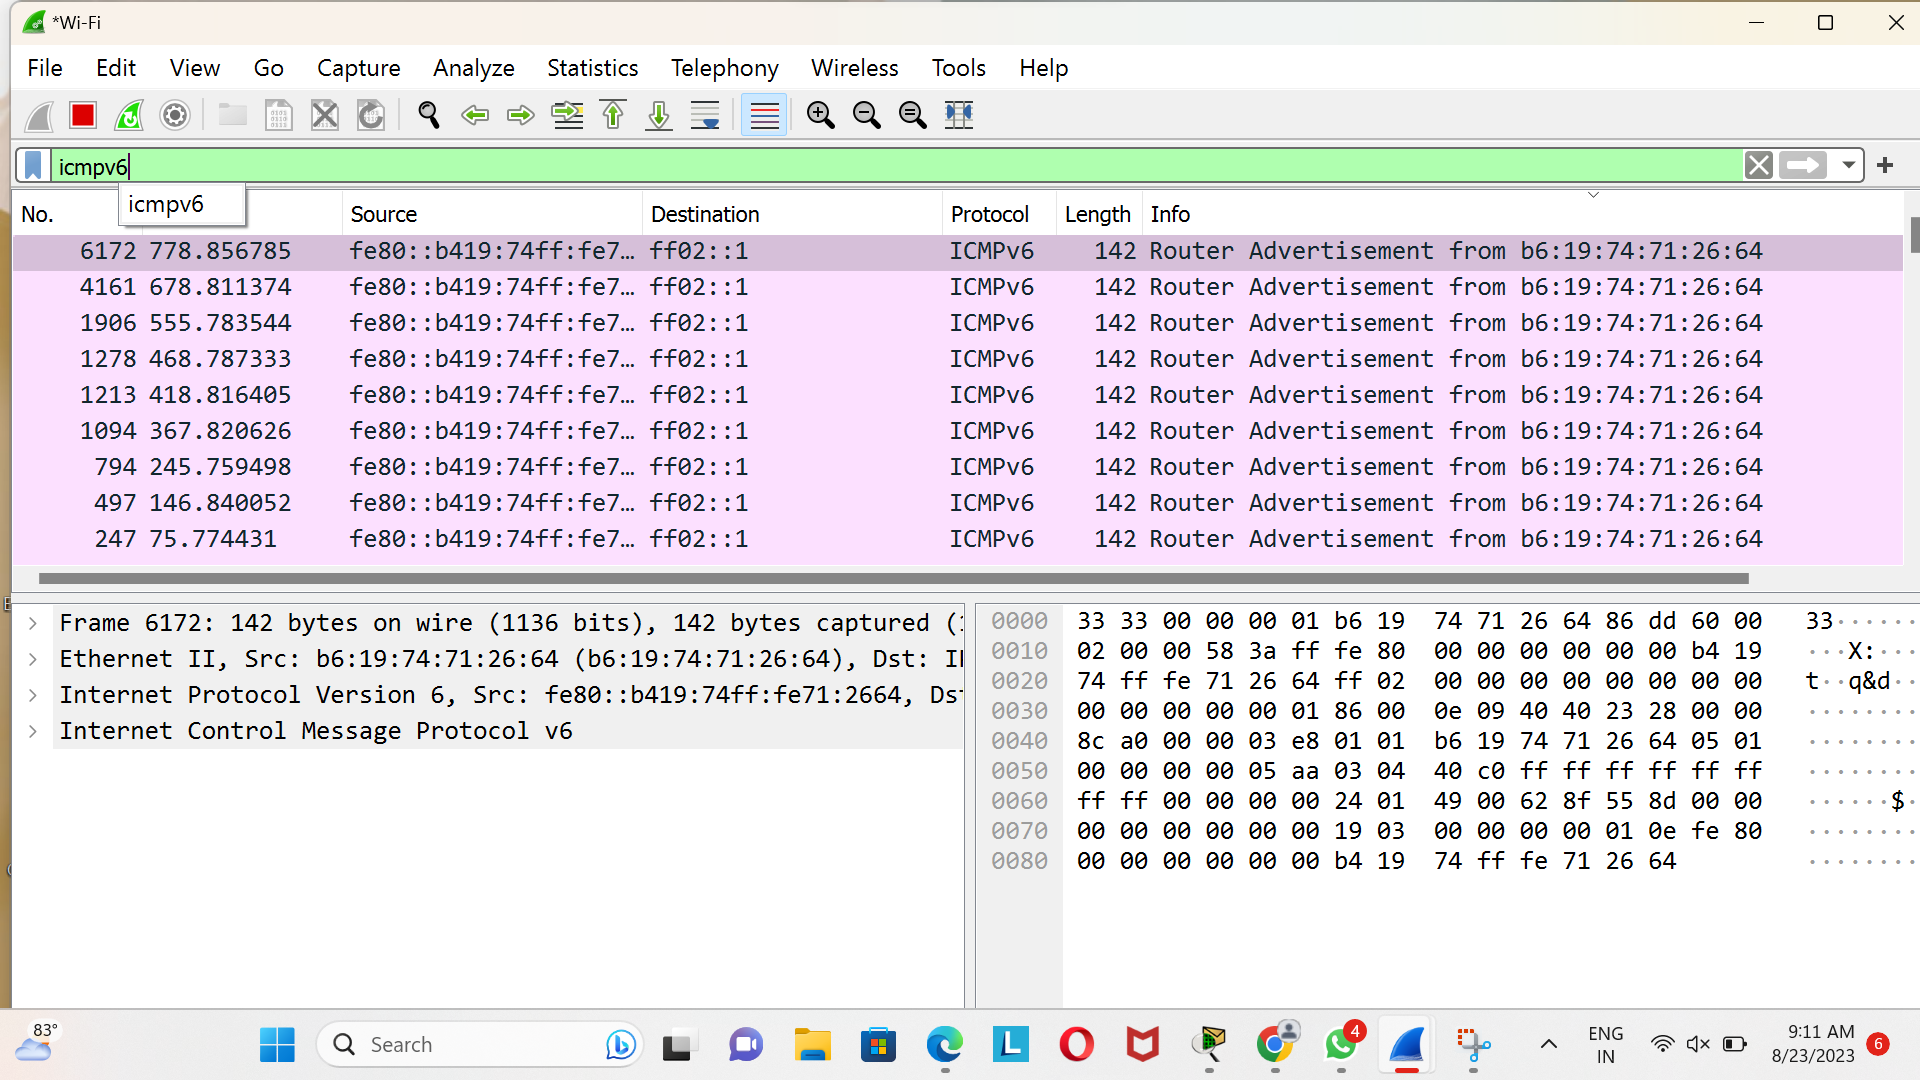 *Wi-Fi
File Edit View Go Capture Analyze Statistics Telephony Wireless Tools Help
icmpv6
icmpv6
No. Source Destination Protocol Length Info
6172 778.856785 fe80::b419:74ff:fe7… ff02::1 ICMPv6 142 Router Advertisement from b6:19:74:71:26:64
4161 678.811374 fe80::b419:74ff:fe7… ff02::1 ICMPv6 142 Router Advertisement from b6:19:74:71:26:64
1906 555.783544 fe80::b419:74ff:fe7… ff02::1 ICMPv6 142 Router Advertisement from b6:19:74:71:26:64
1278 468.787333 fe80::b419:74ff:fe7… ff02::1 ICMPv6 142 Router Advertisement from b6:19:74:71:26:64
1213 418.816405 fe80::b419:74ff:fe7… ff02::1 ICMPv6 142 Router Advertisement from b6:19:74:71:26:64
1094 367.820626 fe80::b419:74ff:fe7… ff02::1 ICMPv6 142 Router Advertisement from b6:19:74:71:26:64
794 245.759498 fe80::b419:74ff:fe7… ff02::1 ICMPv6 142 Router Advertisement from b6:19:74:71:26:64
497 146.840052 fe80::b419:74ff:fe7… ff02::1 ICMPv6 142 Router Advertisement from b6:19:74:71:26:64
247 75.774431 fe80::b419:74ff:fe7… ff02::1 ICMPv6 142 Router Advertisement from b6:19:74:71:26:64
Frame 6172: 142 bytes on wire (1136 bits), 142 bytes captured (
Ethernet II, Src: b6:19:74:71:26:64 (b6:19:74:71:26:64), Dst:
Internet Protocol Version 6, Src: fe80::b419:74ff:fe71:2664,
Internet Control Message Protocol v6
0000 33 33 00 00 00 01 b6 19 74 71 26 64 86 dd 60 00 33······
0010 02 00 00 58 3a ff fe 80 00 00 00 00 00 00 b4 19 ···X:···
0020 74 ff fe 71 26 64 ff 02 00 00 00 00 00 00 00 00 t··q&d··
0030 00 00 00 00 00 01 86 00 0e 09 40 40 23 28 00 00 ········
0040 8c a0 00 00 03 e8 01 01 b6 19 74 71 26 64 05 01 ········
0050 00 00 00 00 05 aa 03 04 40 c0 ff ff ff ff ff ff ········
0060 ff ff 00 00 00 00 24 01 49 00 62 8f 55 8d 00 00 ······$·
0070 00 00 00 00 00 00 19 03 00 00 00 00 01 0e fe 80 ········
0080 00 00 00 00 00 00 b4 19 74 ff fe 71 26 64 ········
83°
Search
L
4
ENG
IN
9:11 AM
8/23/2023
6